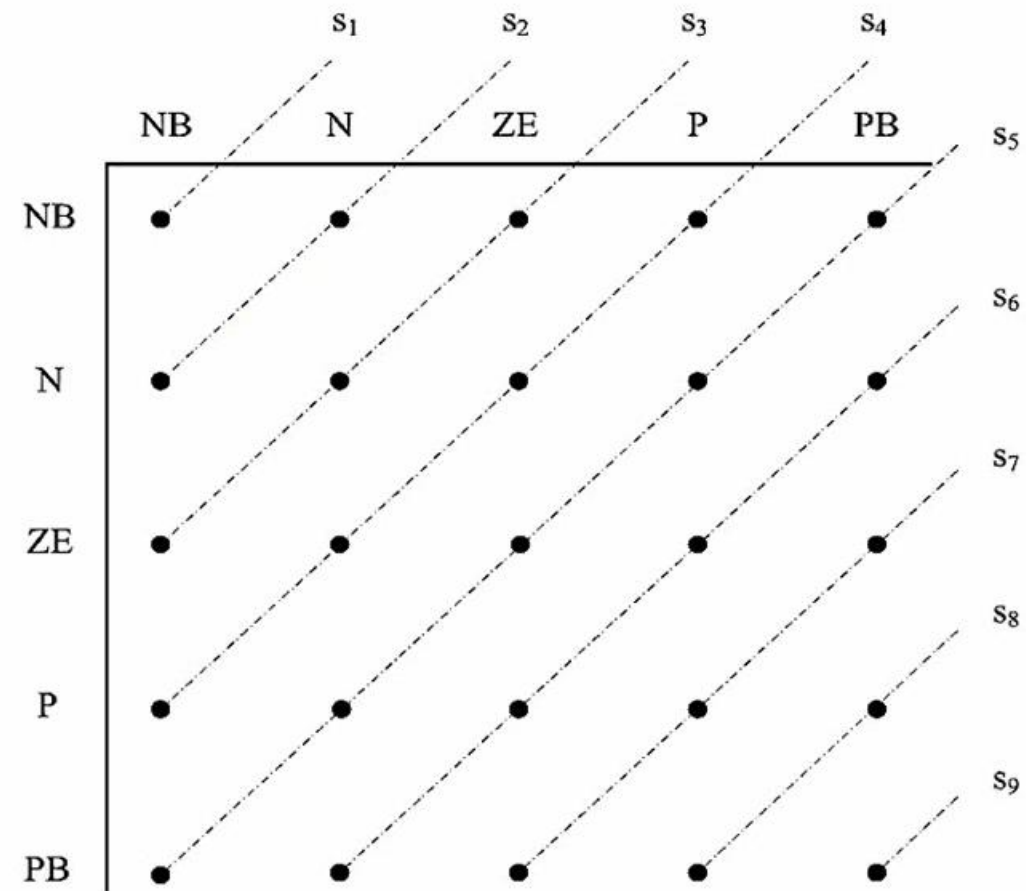 s₁ s₂ s₃ s₄
NB N ZE P PB
s₅
NB
s₆
N
s₇
ZE
s₈
P
s₉
PB